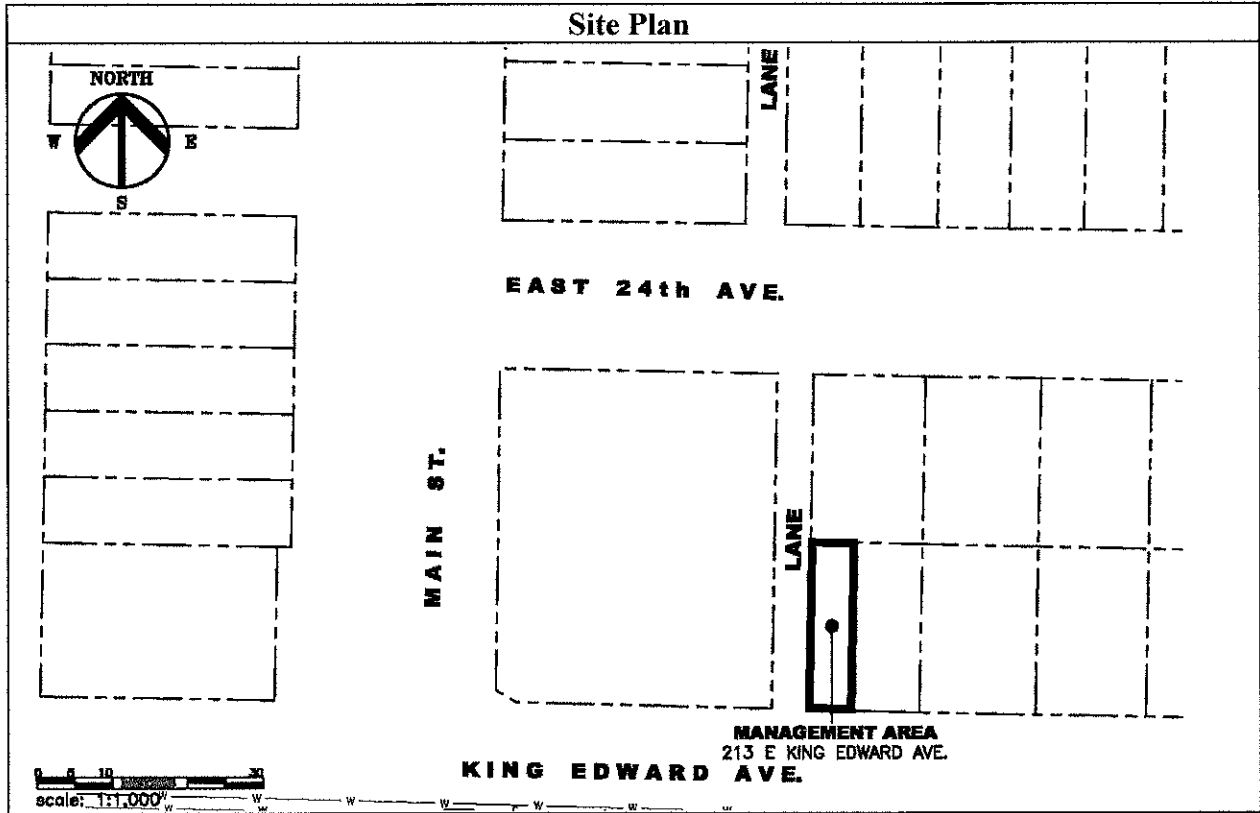 Site Plan
NORTH
W
E
S
LANE
EAST 24th AVE.
MAIN ST.
LANE
MANAGEMENT AREA
213 E KING EDWARD AVE.
KING EDWARD AVE.
0 5 10 30
scale: 1:1,000
W W W W W W
W W W W